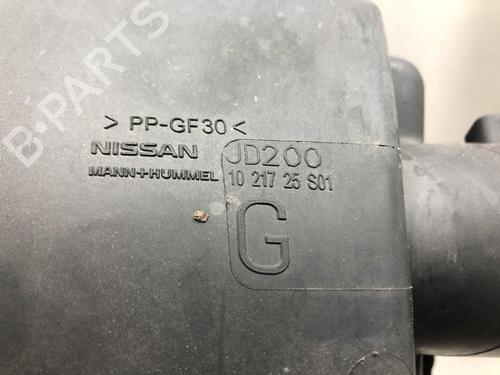 B-PARTS
> PP-GF30 <
NISSAN JD200
MANN+HUMMEL 10 217 25 S01
G